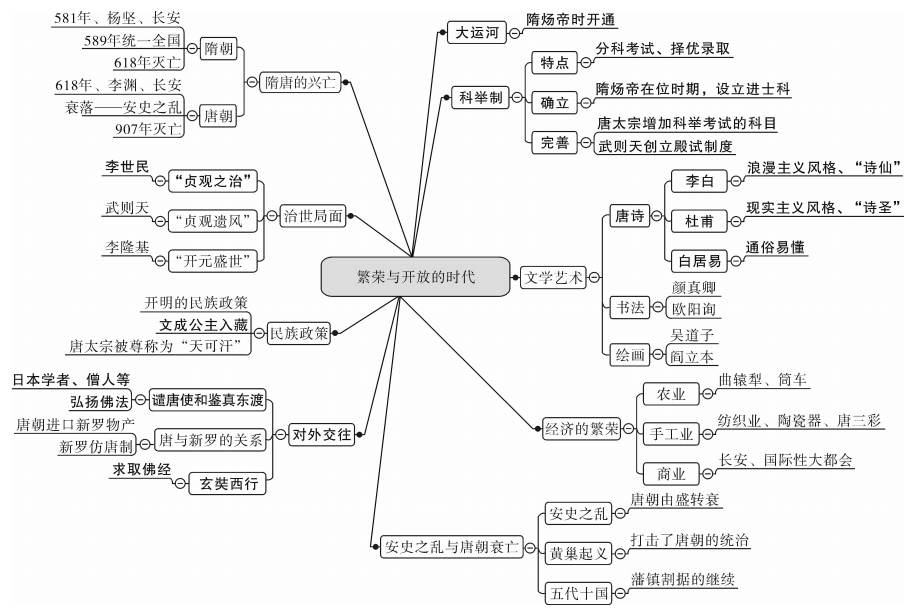 繁荣与开放的时代
隋唐的兴亡
隋朝
581年、杨坚、长安
589年统一全国
618年灭亡
唐朝
618年、李渊、长安
衰落——安史之乱
907年灭亡
治世局面
“贞观之治”
李世民
“贞观遗风”
武则天
“开元盛世”
李隆基
民族政策
开明的民族政策
文成公主入藏
唐太宗被尊称为“天可汗”
对外交往
谴唐使和鉴真东渡
日本学者、僧人等
弘扬佛法
唐与新罗的关系
唐朝进口新罗物产
新罗仿唐制
玄奘西行
求取佛经
大运河
隋炀帝时开通
科举制
特点
分科考试、择优录取
确立
隋炀帝在位时期，设立进士科
完善
唐太宗增加科举考试的科目
武则天创立殿试制度
文学艺术
唐诗
李白
浪漫主义风格、“诗仙”
杜甫
现实主义风格、“诗圣”
白居易
通俗易懂
书法
颜真卿
欧阳询
绘画
吴道子
阎立本
经济的繁荣
农业
曲辕犁、筒车
手工业
纺织业、陶瓷器、唐三彩
商业
长安、国际性大都会
安史之乱与唐朝衰亡
安史之乱
唐朝由盛转衰
黄巢起义
打击了唐朝的统治
五代十国
藩镇割据的继续